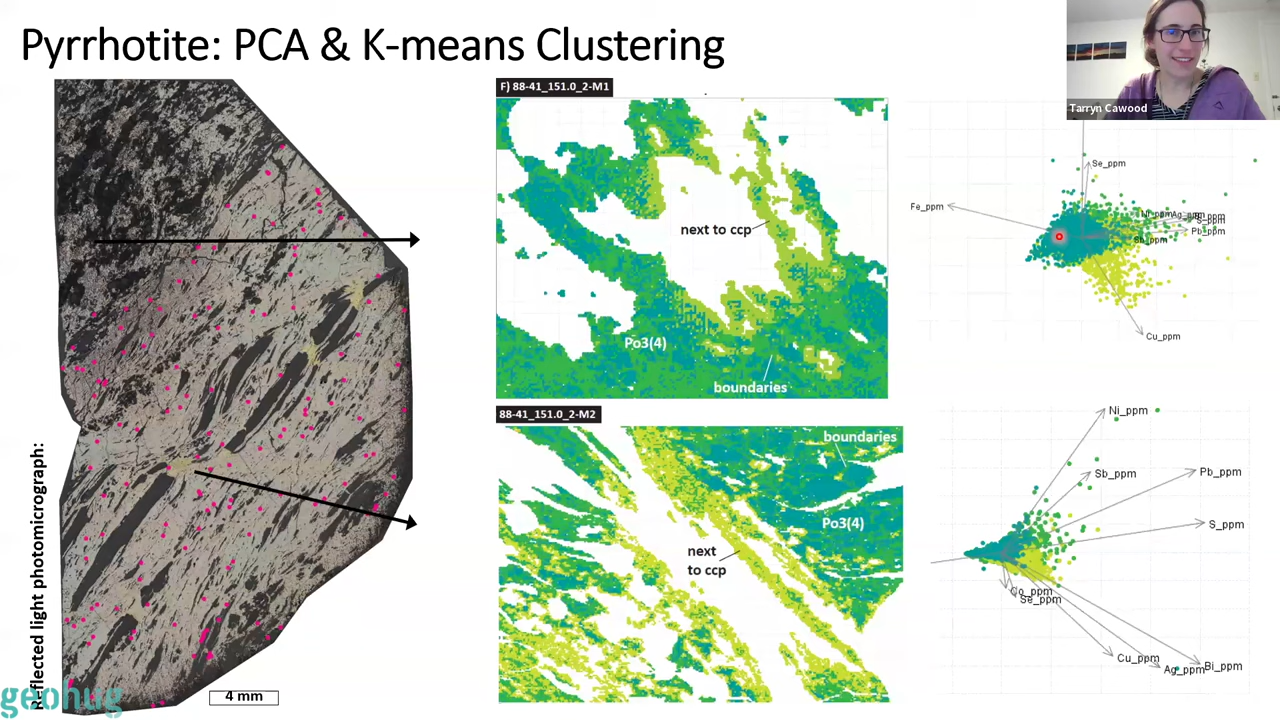 Pyrrhotite: PCA & K-means Clustering
Tarryn Cawood
Reflected light photomicrograph:
4 mm
geohug
F) 88-41_151.0_2-M1
next to ccp
Po3(4)
boundaries
88-41_151.0_2-M2
boundaries
Po3(4)
next
to ccp
Se_ppm
Fe_ppm
Pb_ppm
Sb_ppm
Cu_ppm
Ni_ppm
Sb_ppm
Pb_ppm
S_ppm
Co_ppm
Se_ppm
Cu_ppm
Ag_ppm
Bi_ppm